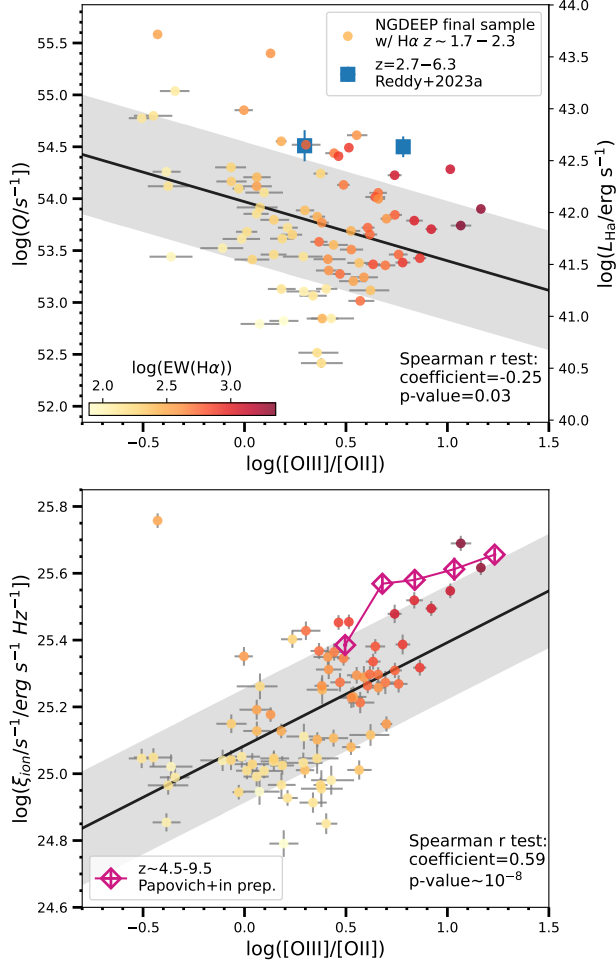 44.0
NGDEEP final sample
w/ Hα z ~ 1.7 − 2.3
z=2.7−6.3
Reddy+2023a
55.5
43.5
55.0
43.0
54.5
42.5
54.0
42.0
53.5
41.5
53.0
41.0
52.5
40.5
52.0
40.0
log(Q/s⁻¹)
log(L_Ha/erg s⁻¹)
log(EW(Hα))
2.0 2.5 3.0
Spearman r test:
coefficient=-0.25
p-value=0.03
−0.5 0.0 0.5 1.0 1.5
log([OIII]/[OII])
25.8
25.6
25.4
25.2
25.0
24.8
24.6
log(ξ_ion/s⁻¹/erg s⁻¹ Hz⁻¹])
z~4.5-9.5
Papovich+in prep.
Spearman r test:
coefficient=0.59
p-value~10⁻⁸
−0.5 0.0 0.5 1.0 1.5
log([OIII]/[OII])